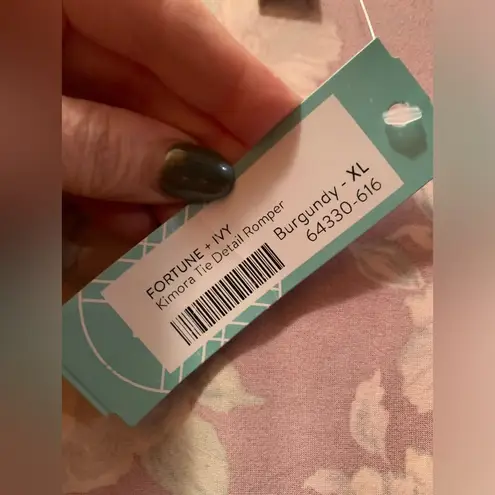 FORTUNE + IVY
Kimora Tie Detail Romper
Burgundy - XL
64330-616